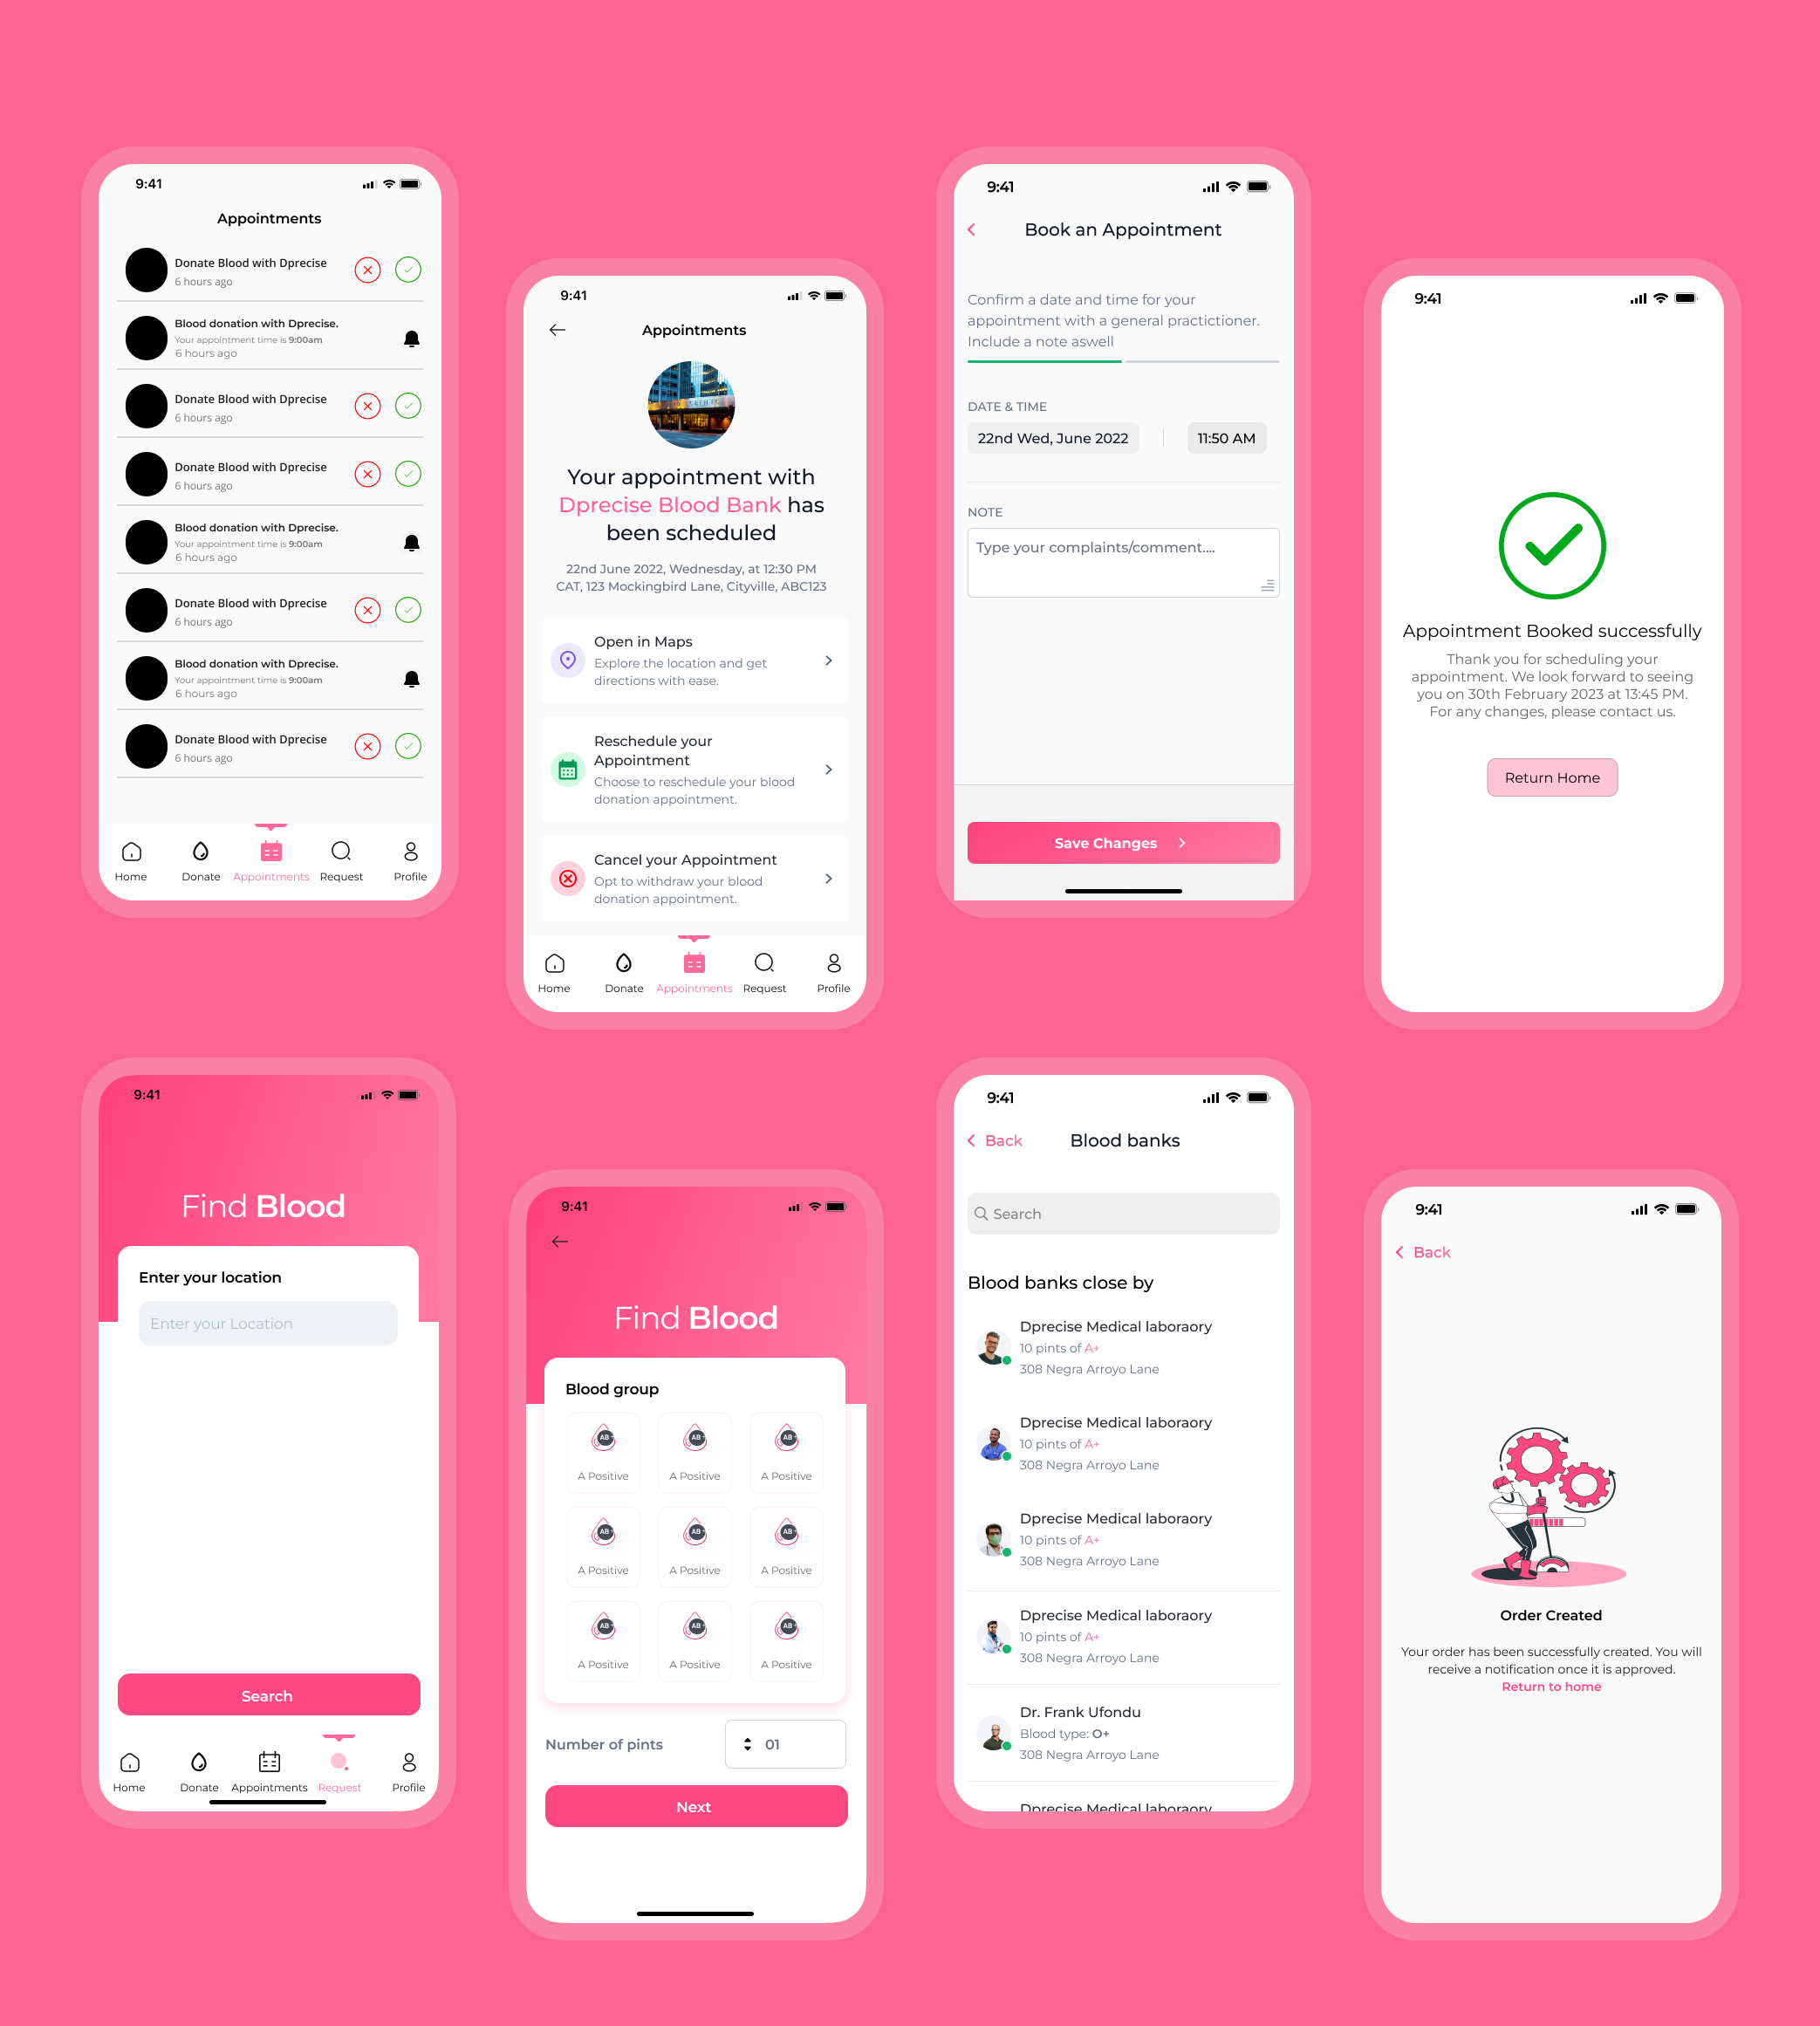 9:41
Appointments
Donate Blood with Dprecise
6 hours ago
Blood donation with Dprecise.
Your appointment time is 9:00am
6 hours ago
Donate Blood with Dprecise
6 hours ago
Donate Blood with Dprecise
6 hours ago
Blood donation with Dprecise.
Your appointment time is 9:00am
6 hours ago
Donate Blood with Dprecise
6 hours ago
Blood donation with Dprecise.
Your appointment time is 9:00am
6 hours ago
Donate Blood with Dprecise
6 hours ago
Home Donate Appointments Request Profile
9:41
Appointments
CLINIC
Your appointment with
Dprecise Blood Bank has
been scheduled
22nd June 2022, Wednesday, at 12:30 PM
CAT, 123 Mockingbird Lane, Cityville, ABC123
Open in Maps
Explore the location and get
directions with ease.
Reschedule your
Appointment
Choose to reschedule your blood
donation appointment.
Cancel your Appointment
Opt to withdraw your blood
donation appointment.
Home Donate Appointments Request Profile
9:41
Book an Appointment
Confirm a date and time for your
appointment with a general practictioner.
Include a note aswell
DATE & TIME
22nd Wed, June 2022 11:50 AM
NOTE
Type your complaints/comment....
Save Changes
9:41
Appointment Booked successfully
Thank you for scheduling your
appointment. We look forward to seeing
you on 30th February 2023 at 13:45 PM.
For any changes, please contact us.
Return Home
9:41
Find Blood
Enter your location
Enter your Location
Search
Home Donate Appointments Request Profile
9:41
Find Blood
Blood group
AB+ AB+ AB+
A Positive A Positive A Positive
AB+ AB+ AB+
A Positive A Positive A Positive
AB+ AB+ AB+
A Positive A Positive A Positive
Number of pints 01
Next
9:41
Back Blood banks
Search
Blood banks close by
Dprecise Medical laboraory
10 pints of A+
308 Negra Arroyo Lane
Dprecise Medical laboraory
10 pints of A+
308 Negra Arroyo Lane
Dprecise Medical laboraory
10 pints of A+
308 Negra Arroyo Lane
Dprecise Medical laboraory
10 pints of A+
308 Negra Arroyo Lane
Dr. Frank Ufondu
Blood type: O+
308 Negra Arroyo Lane
Dprecise Medical laboraory
9:41
Back
Order Created
Your order has been successfully created. You will
receive a notification once it is approved.
Return to home